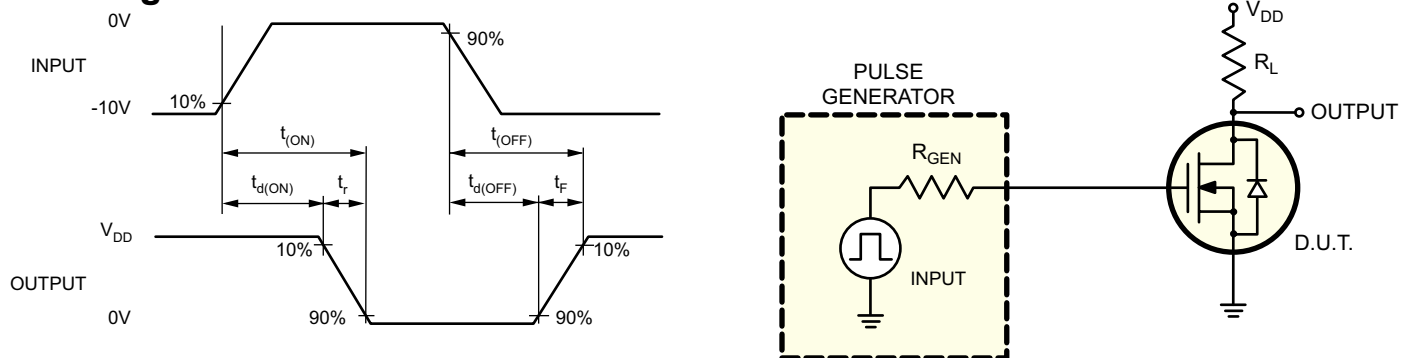 0V
INPUT
-10V
10%
90%
t(ON)
t(OFF)
td(ON)
tr
td(OFF)
tF
VDD
OUTPUT
0V
10%
90%
90%
10%
PULSE
GENERATOR
RGEN
INPUT
VDD
RL
OUTPUT
D.U.T.